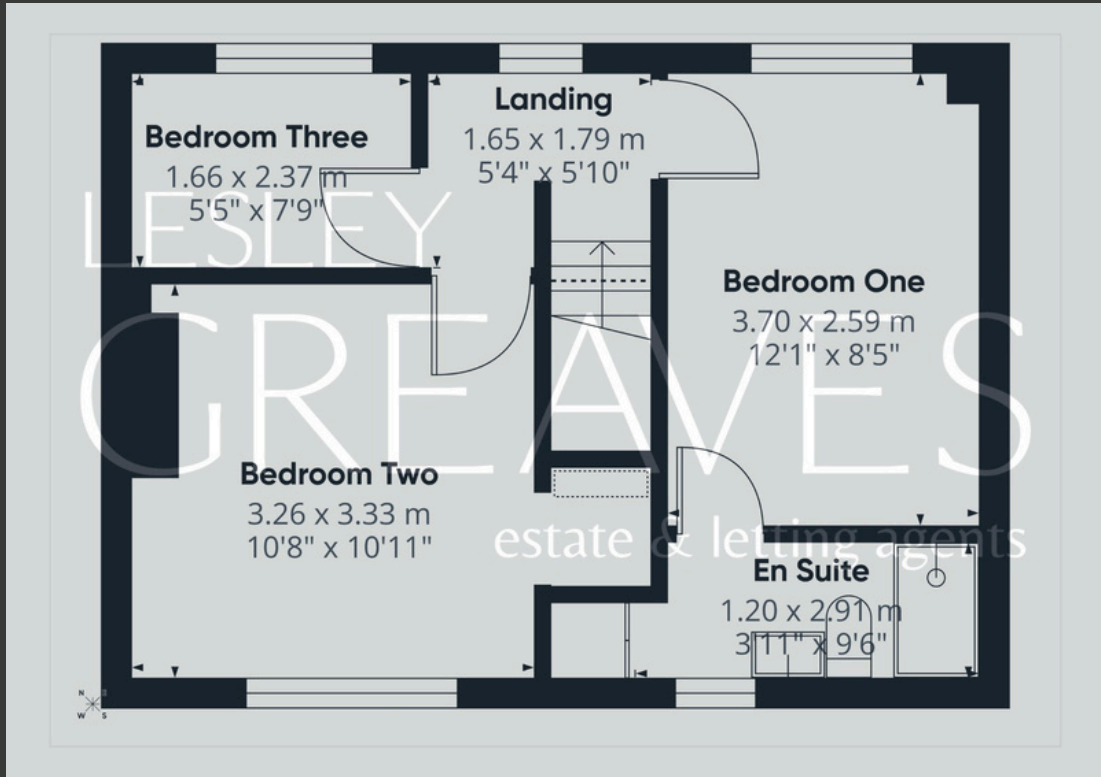 Landing
1.65 x 1.79 m
5'4" x 5'10"
Bedroom Three
1.66 x 2.37 m
5'5" x 7'9"
LESLEY
GREAVES
estate & letting agents
Bedroom One
3.70 x 2.59 m
12'1" x 8'5"
Bedroom Two
3.26 x 3.33 m
10'8" x 10'11"
En Suite
1.20 x 2.91 m
3'11" x 9'6"
N
W S